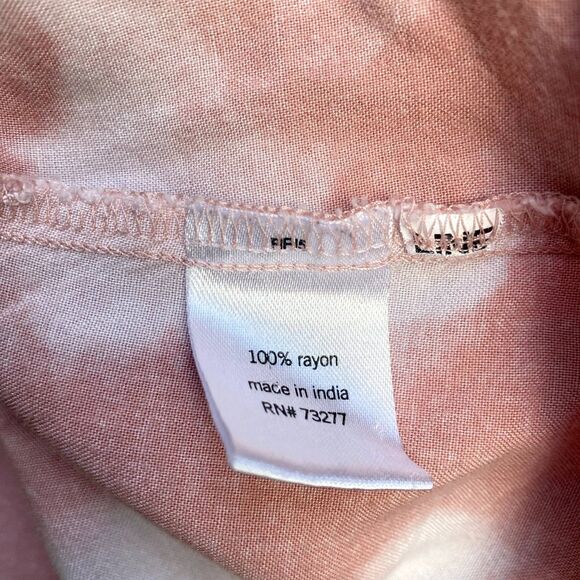 100% rayon
made in india
RN# 73277